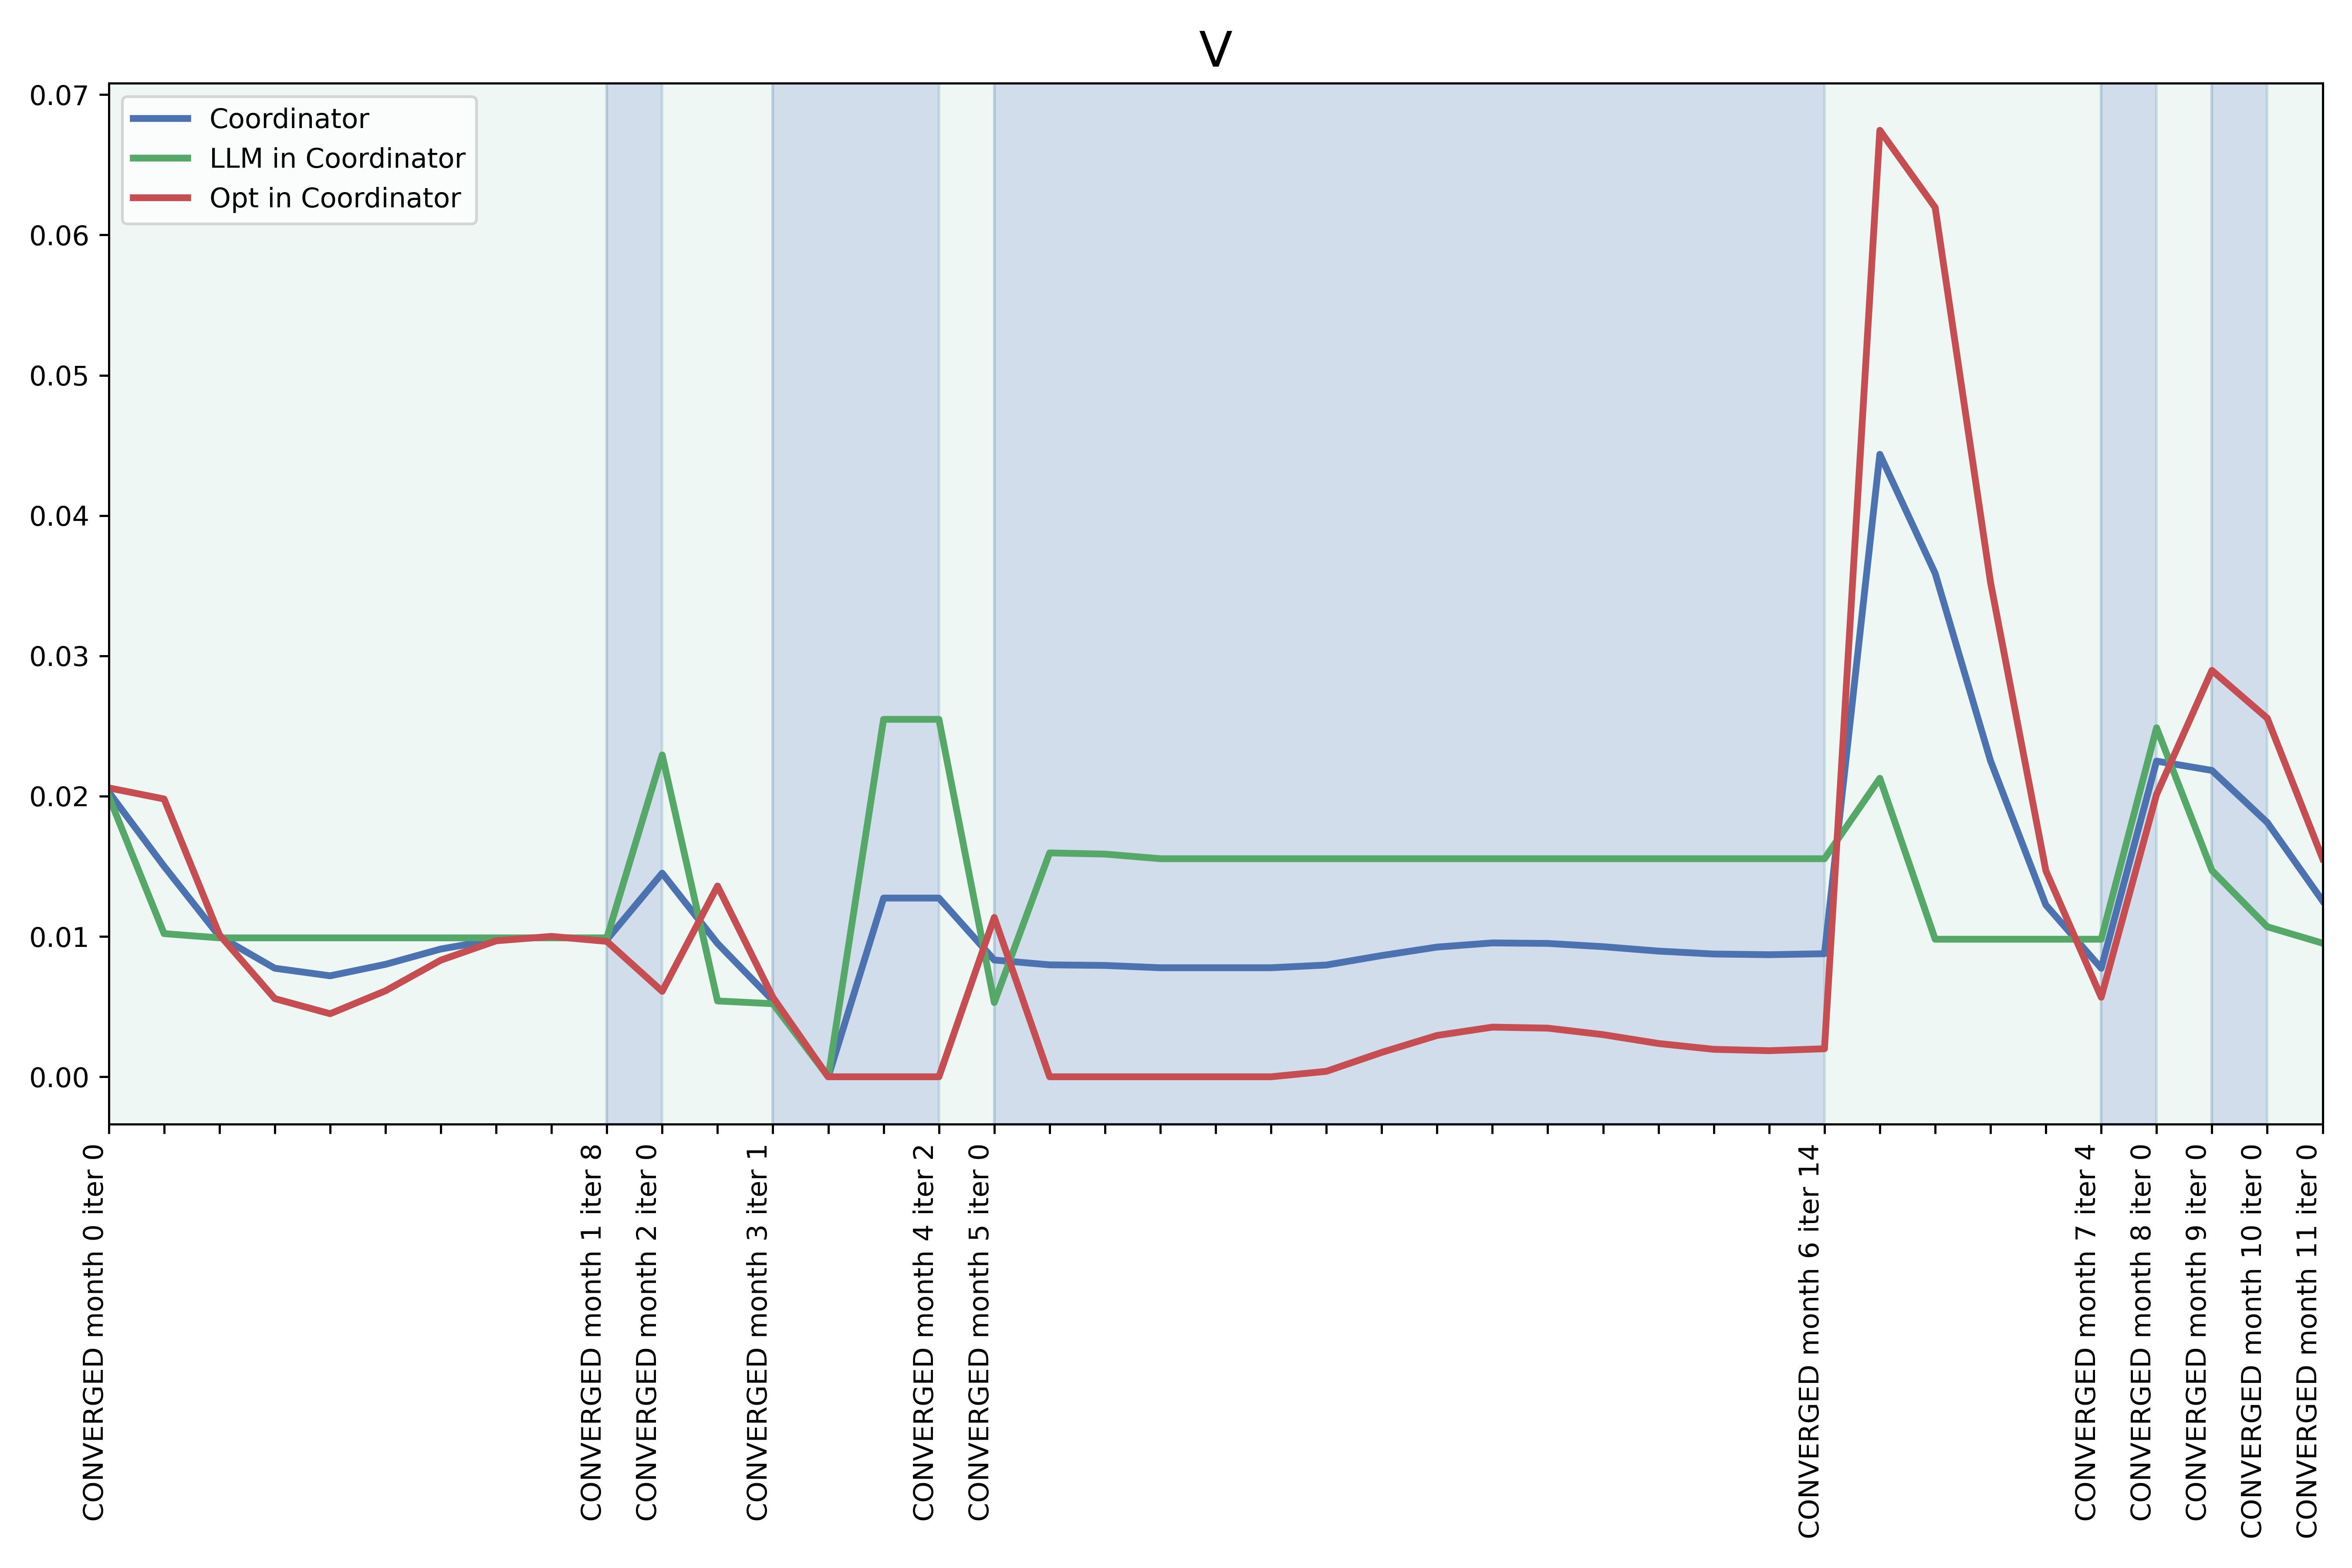 V
0.07
0.06
0.05
0.04
0.03
0.02
0.01
0.00
Coordinator
LLM in Coordinator
Opt in Coordinator
CONVERGED month 0 iter 0
CONVERGED month 1 iter 8
CONVERGED month 2 iter 0
CONVERGED month 3 iter 1
CONVERGED month 4 iter 2
CONVERGED month 5 iter 0
CONVERGED month 6 iter 14
CONVERGED month 7 iter 4
CONVERGED month 8 iter 0
CONVERGED month 9 iter 0
CONVERGED month 10 iter 0
CONVERGED month 11 iter 0